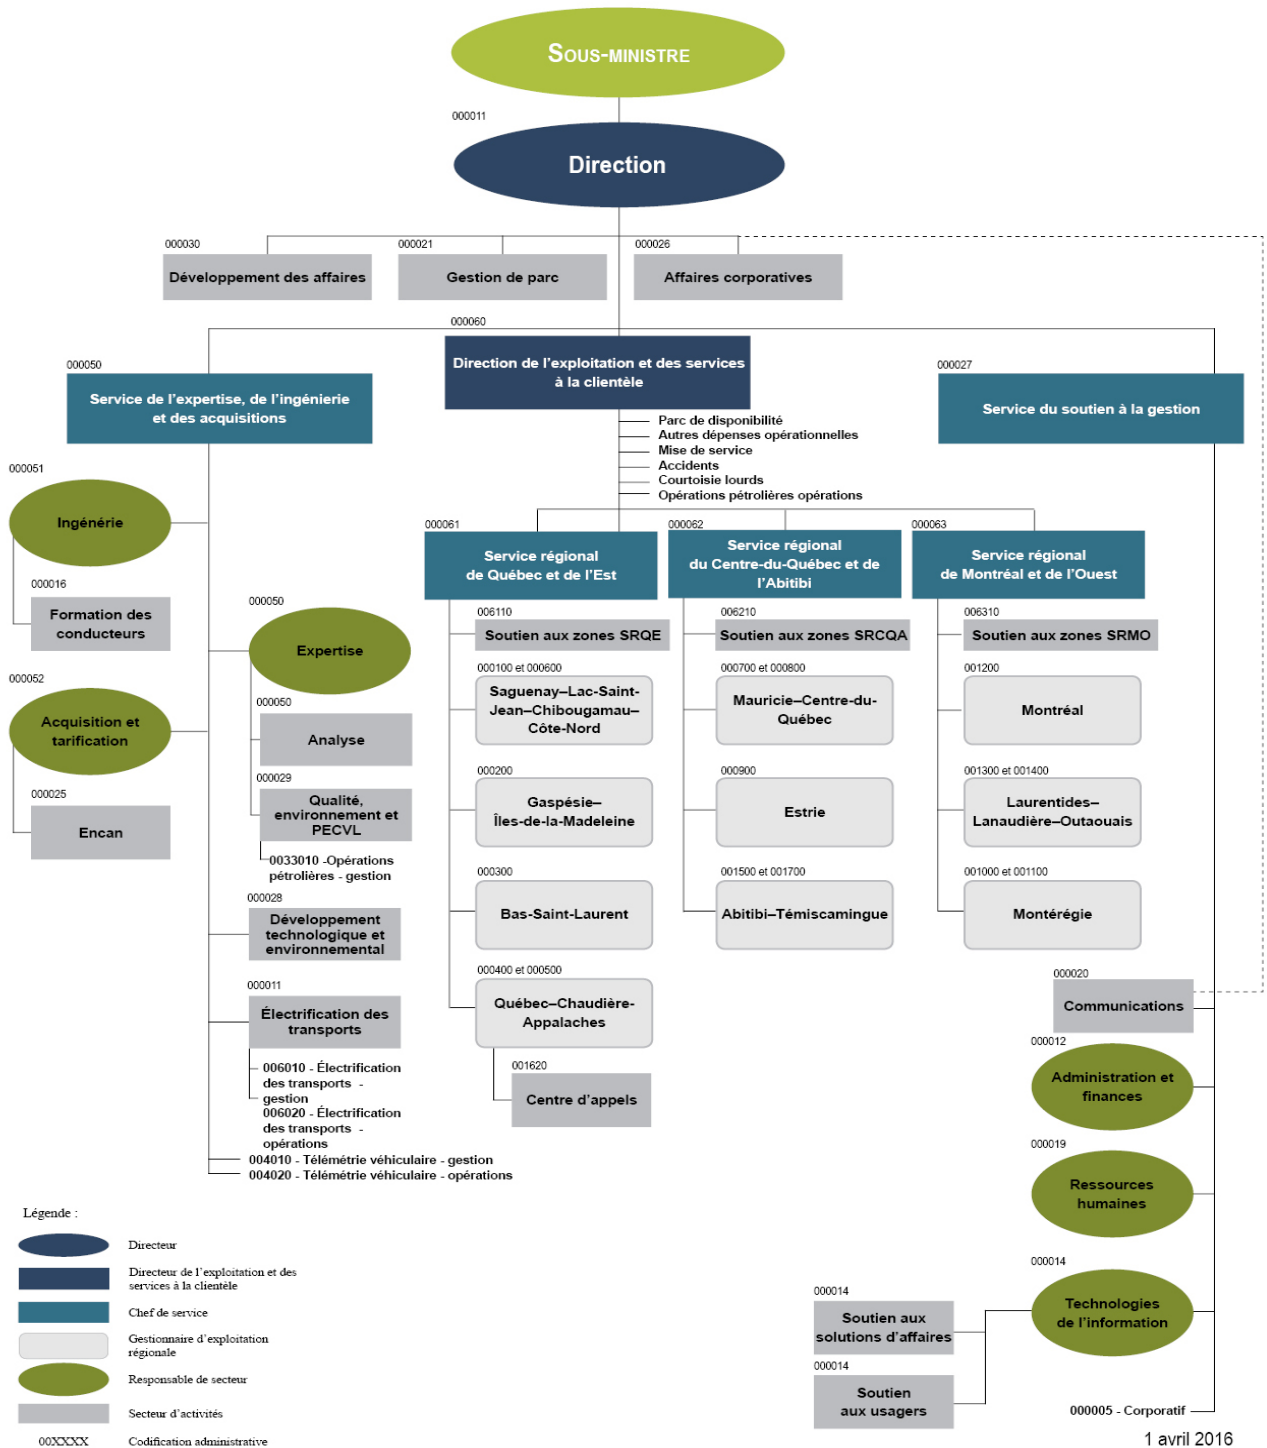 SOUS-MINISTRE
000011
Direction
000030
Développement des affaires
000021
Gestion de parc
000026
Affaires corporatives
000060
Direction de l'exploitation et des services
à la clientèle
Parc de disponibilité
Autres dépenses opérationnelles
Mise de service
Accidents
Courtoisie lourds
Opérations pétrolières opérations
000050
Service de l'expertise, de l'ingénierie
et des acquisitions
000027
Service du soutien à la gestion
000051
Ingénérie
000016
Formation des
conducteurs
000052
Acquisition et
tarification
000025
Encan
000050
Expertise
000050
Analyse
000029
Qualité,
environnement et
PECVL
0033010 -Opérations
pétrolières - gestion
000028
Développement
technologique et
environnemental
000011
Électrification des
transports
006010 - Électrification
des transports -
gestion
006020 - Électrification
des transports -
opérations
004010 - Télémétrie véhiculaire - gestion
004020 - Télémétrie véhiculaire - opérations
000061
Service régional
de Québec et de l'Est
006110
Soutien aux zones SRQE
000100 et 000600
Saguenay–Lac-Saint-
Jean–Chibougamau–
Côte-Nord
000200
Gaspésie–
Îles-de-la-Madeleine
000300
Bas-Saint-Laurent
000400 et 000500
Québec–Chaudière-
Appalaches
001620
Centre d'appels
000062
Service régional
du Centre-du-Québec et de
l'Abitibi
006210
Soutien aux zones SRCQA
000700 et 000800
Mauricie–Centre-du-
Québec
000900
Estrie
001500 et 001700
Abitibi–Témiscamingue
000063
Service régional
de Montréal et de l'Ouest
006310
Soutien aux zones SRMO
001200
Montréal
001300 et 001400
Laurentides–
Lanaudière–Outaouais
001000 et 001100
Montérégie
000020
Communications
000012
Administration et
finances
000019
Ressources
humaines
000014
Technologies
de l'information
000014
Soutien aux
solutions d'affaires
000014
Soutien
aux usagers
000005 - Corporatif
1 avril 2016
Légende :
Directeur
Directeur de l'exploitation et des
services à la clientèle
Chef de service
Gestionnaire d'exploitation
régionale
Responsable de secteur
Secteur d'activités
00XXXX
Codification administrative